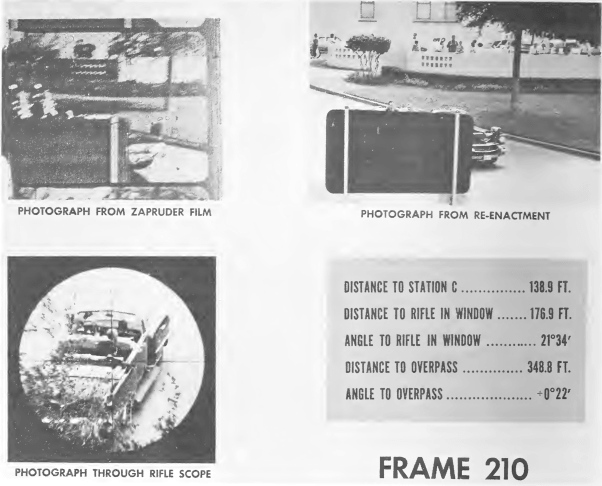 PHOTOGRAPH FROM ZAPRUDER FILM
PHOTOGRAPH FROM RE-ENACTMENT
PHOTOGRAPH THROUGH RIFLE SCOPE
DISTANCE TO STATION C ............... 138.9 FT.
DISTANCE TO RIFLE IN WINDOW ....... 176.9 FT.
ANGLE TO RIFLE IN WINDOW ........... 21°34′
DISTANCE TO OVERPASS ............... 348.8 FT.
ANGLE TO OVERPASS ................... +0°22′
FRAME 210